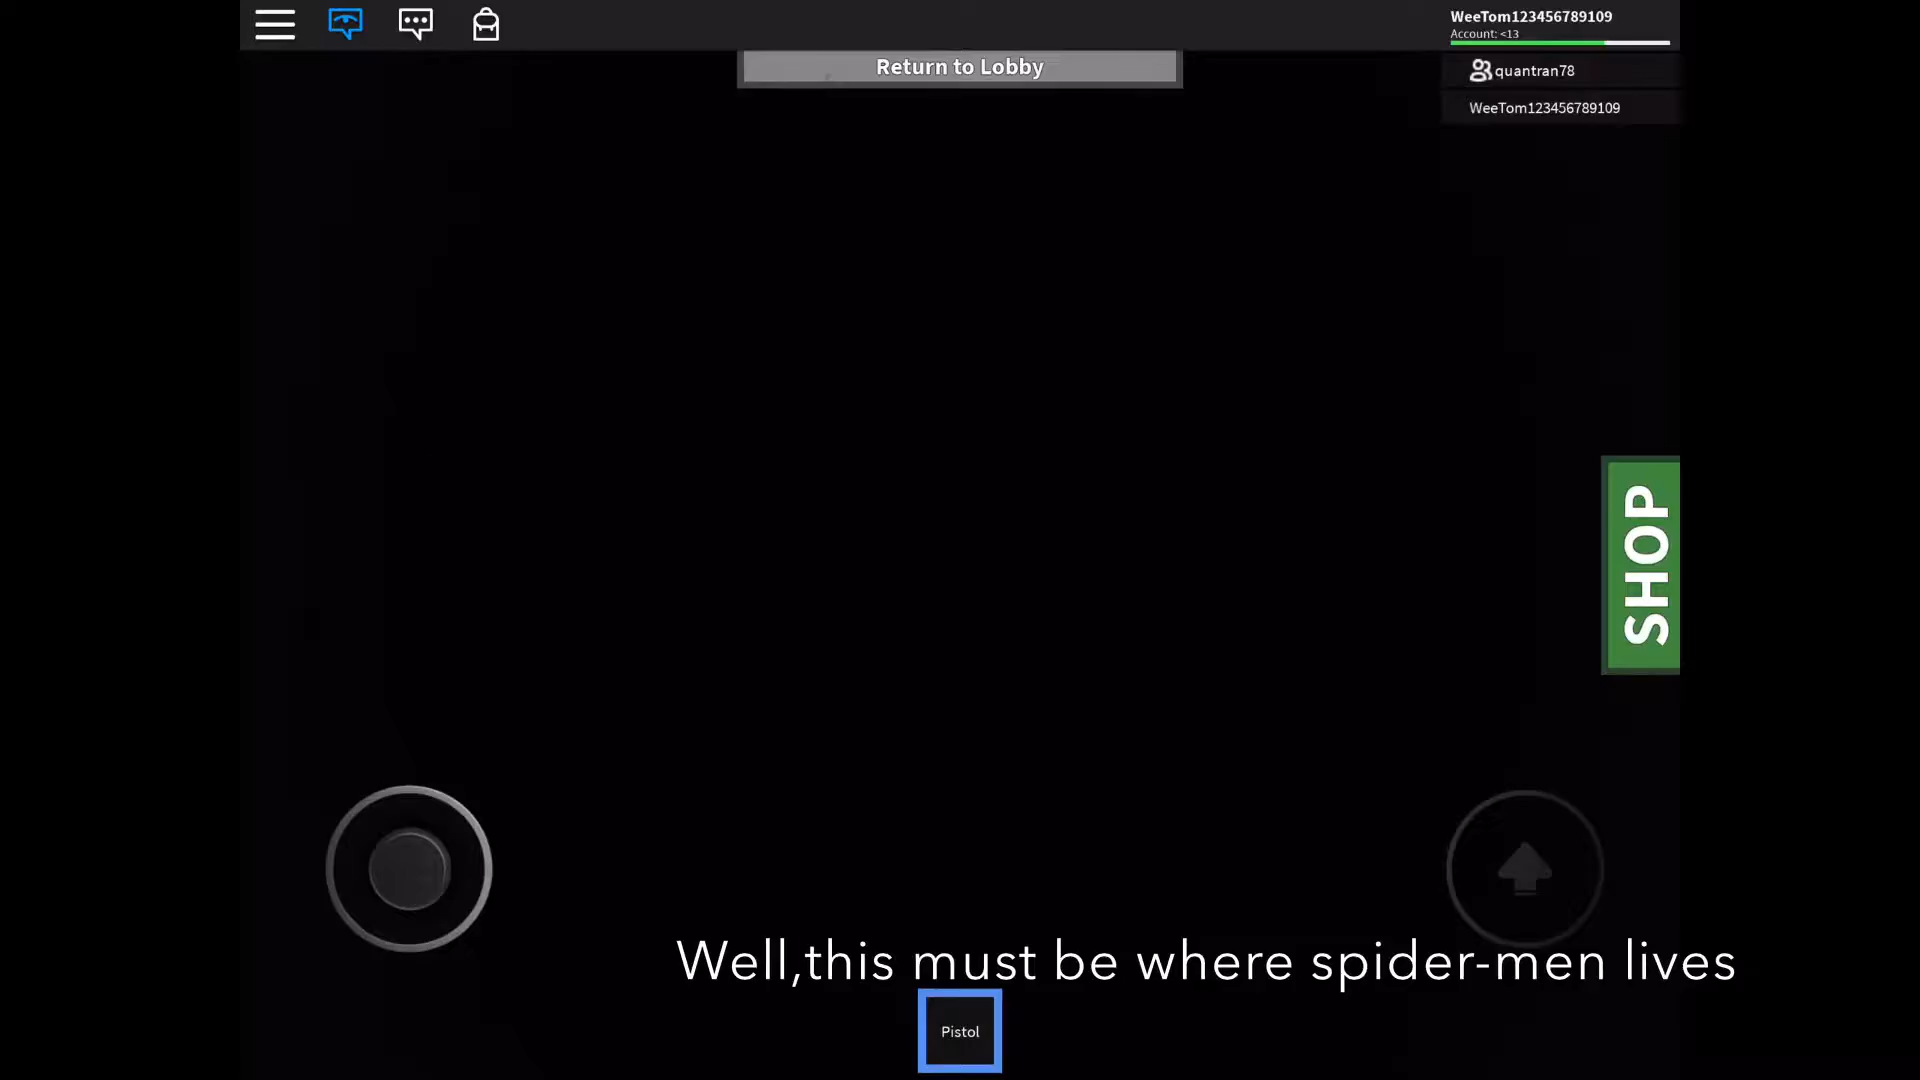 WeeTom123456789109
Account: <13
Return to Lobby
quantran78
WeeTom123456789109
SHOP
Well,this must be where spider-men lives
Pistol